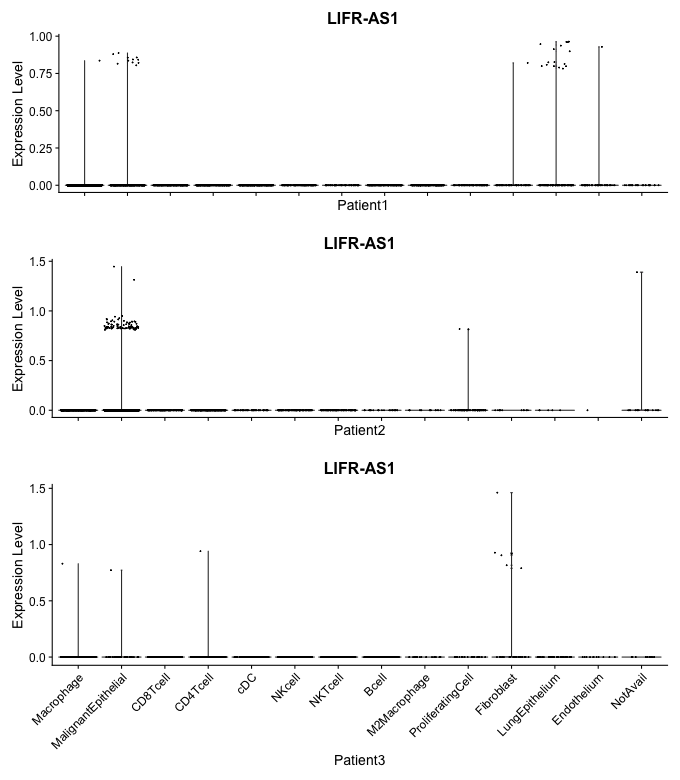 LIFR-AS1
Expression Level
1.00
0.75
0.50
0.25
0.00
Patient1
LIFR-AS1
Expression Level
1.5
1.0
0.5
0.0
Patient2
LIFR-AS1
Expression Level
1.5
1.0
0.5
0.0
Macrophage
MalignantEpithelial
CD8Tcell
CD4Tcell
cDC
NKcell
NKTcell
Bcell
M2Macrophage
ProliferatingCell
Fibroblast
LungEpithelium
Endothelium
NotAvail
Patient3